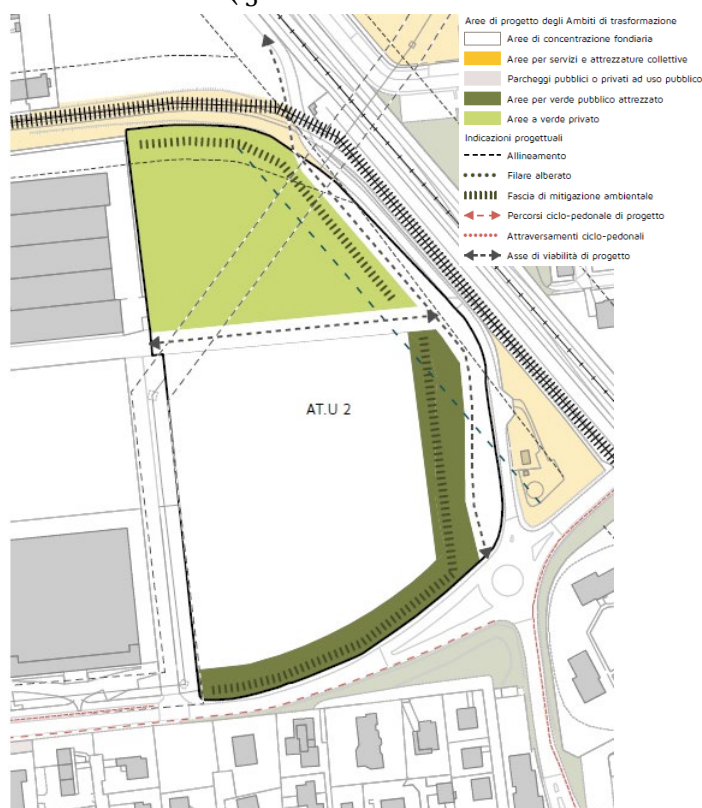 Aree di progetto degli Ambiti di trasformazione
Aree di concentrazione fondiaria
Aree per servizi e attrezzature collettive
Parcheggi pubblici o privati ad uso pubblico
Aree per verde pubblico attrezzato
Aree a verde privato
Indicazioni progettuali
Allineamento
Filare alberato
Fascia di mitigazione ambientale
Percorsi ciclo-pedonale di progetto
Attraversamenti ciclo-pedonali
Asse di viabilità di progetto
AT.U 2